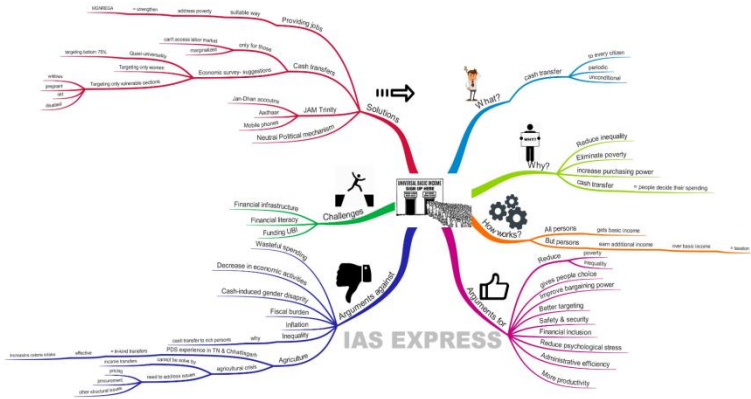 UNIVERSAL BASIC INCOME
SIGN UP HERE
What?
cash transfer
to every citizen
periodic
unconditional
WHY?
Why?
Reduce inequality
Eliminate poverty
increase purchasing power
cash transfer
= people decide their spending
How works?
All persons
gets basic income
But persons
earn additional income
over basic income
= taxation
Arguments for
Reduce
poverty
inequality
gives people choice
Improve bargaining power
Better targeting
Safety & security
Financial inclusion
Reduce psychological stress
Administrative efficiency
More productivity
Solutions
Providing jobs
suitable way
address poverty
= strengthen
MGNREGA
Cash transfers
only for those
can't access labor market
marginalized
Economic survey- suggestions
Quasi-universality
targeting bottom 75%
Targeting only women
Targeting only vulnerable sections
widows
pregnant
old
disabled
JAM Trinity
Jan-Dhan accoutns
Aadhaar
Mobile phones
Neutral Political mechanism
Challenges
Financial infrastructure
Financial literacy
Funding UBI
Arguments against
Wasteful spending
Decrease in economic activities
Cash-induced gender disaprity
Fiscal burden
Inflation
Inequality
why
cash transfer to rich persons
Agriculture
PDS experience in TN & Chhattisgarh
= in-kind transfers
effective
increasing calorie intake
agricultural crisis
cannot be solve by
income transfers
need to address issues
pricing
procurement
other structural issues
IAS EXPRESS